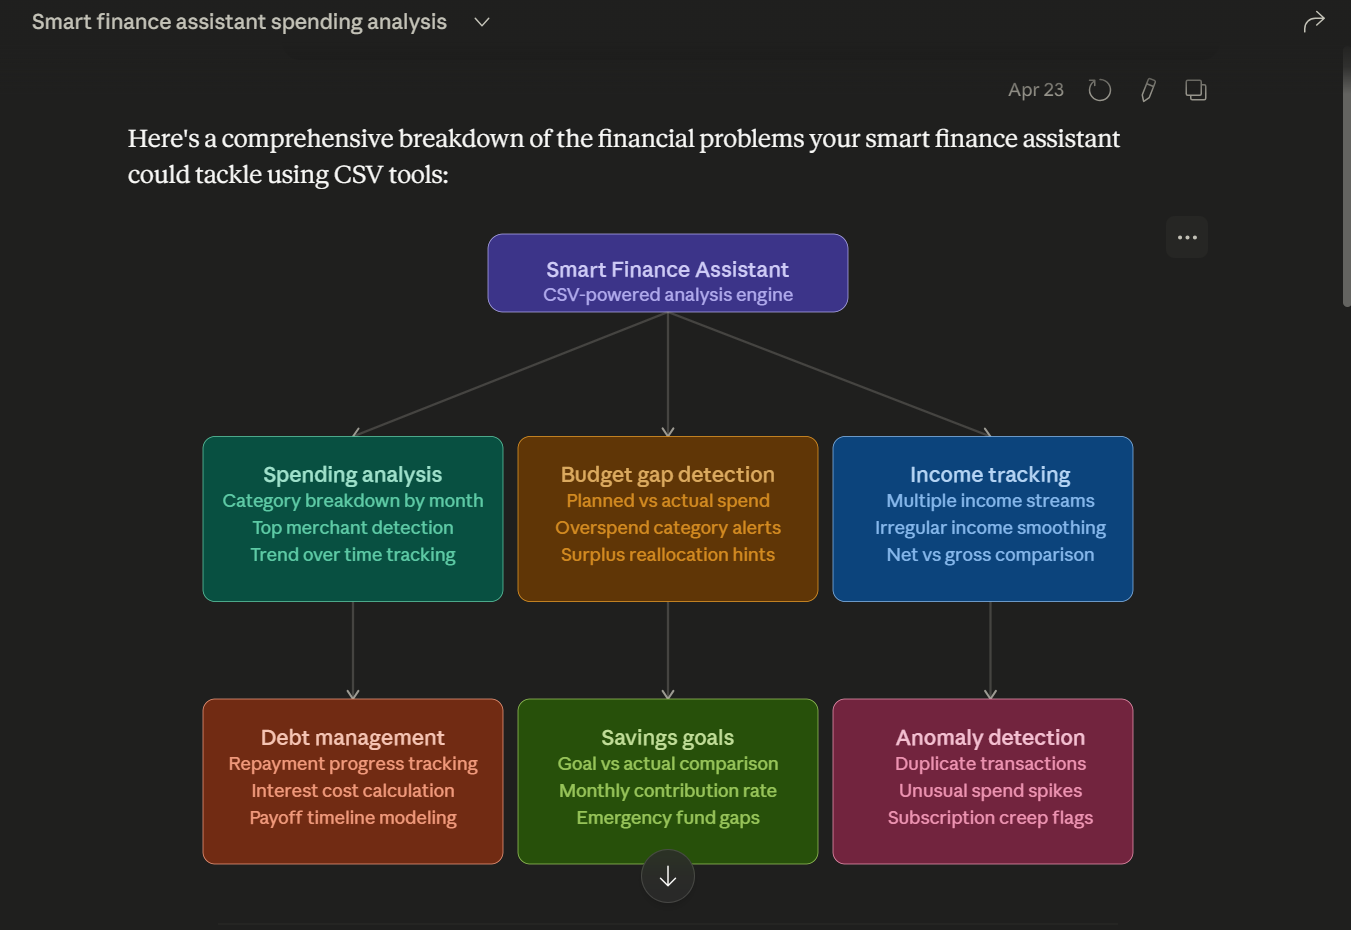 Smart finance assistant spending analysis
Apr 23
Here's a comprehensive breakdown of the financial problems your smart finance assistant
could tackle using CSV tools:
Smart Finance Assistant
CSV-powered analysis engine
Spending analysis
Category breakdown by month
Top merchant detection
Trend over time tracking
Budget gap detection
Planned vs actual spend
Overspend category alerts
Surplus reallocation hints
Income tracking
Multiple income streams
Irregular income smoothing
Net vs gross comparison
Debt management
Repayment progress tracking
Interest cost calculation
Payoff timeline modeling
Savings goals
Goal vs actual comparison
Monthly contribution rate
Emergency fund gaps
Anomaly detection
Duplicate transactions
Unusual spend spikes
Subscription creep flags